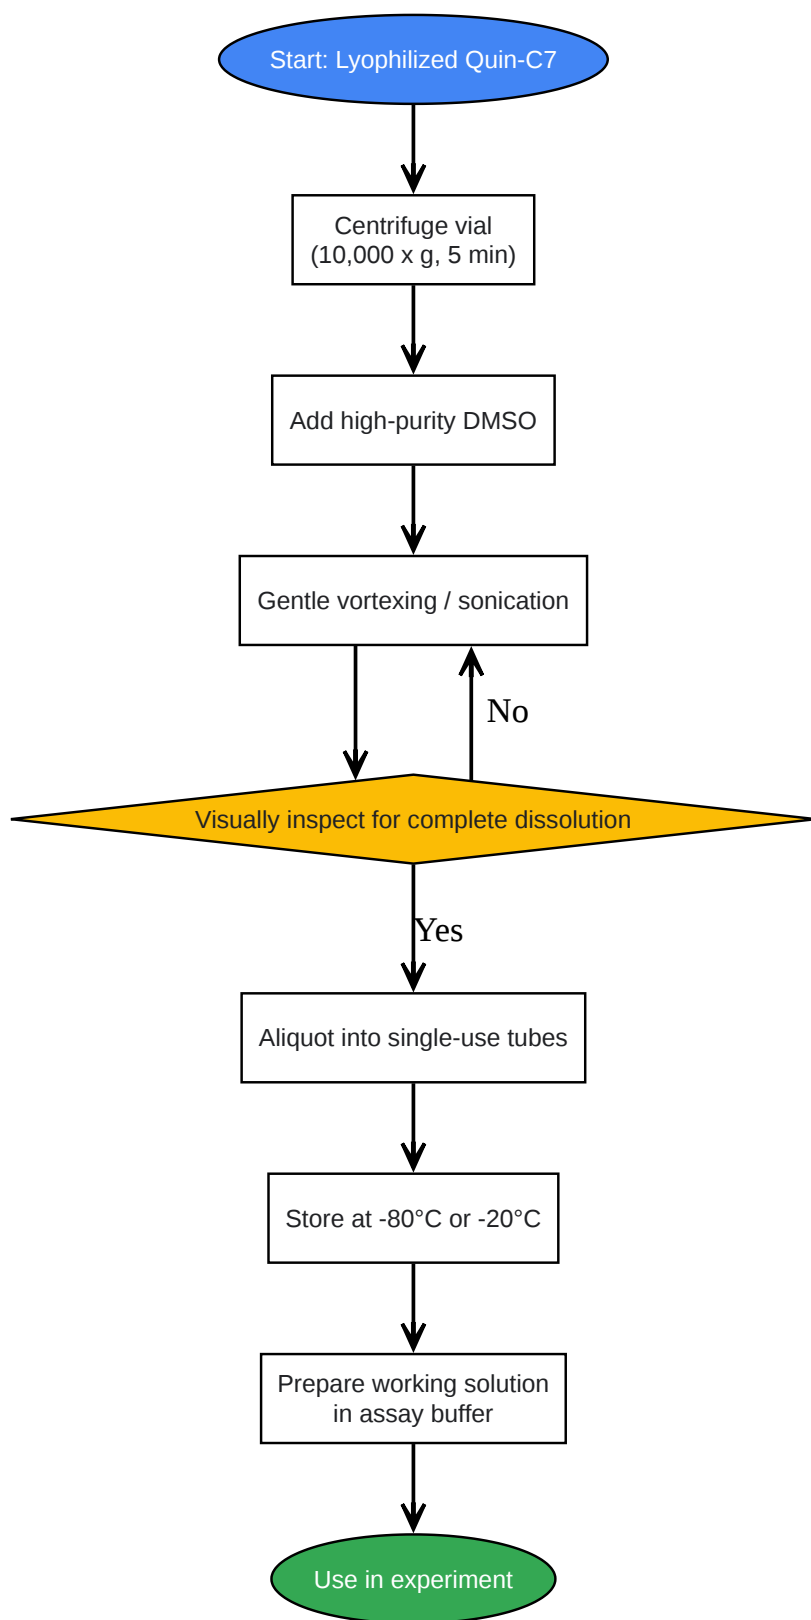 Start: Lyophilized Quin-C7
Centrifuge vial
(10,000 x g, 5 min)
Add high-purity DMSO
Gentle vortexing / sonication
No
Visually inspect for complete dissolution
Yes
Aliquot into single-use tubes
Store at -80°C or -20°C
Prepare working solution
in assay buffer
Use in experiment